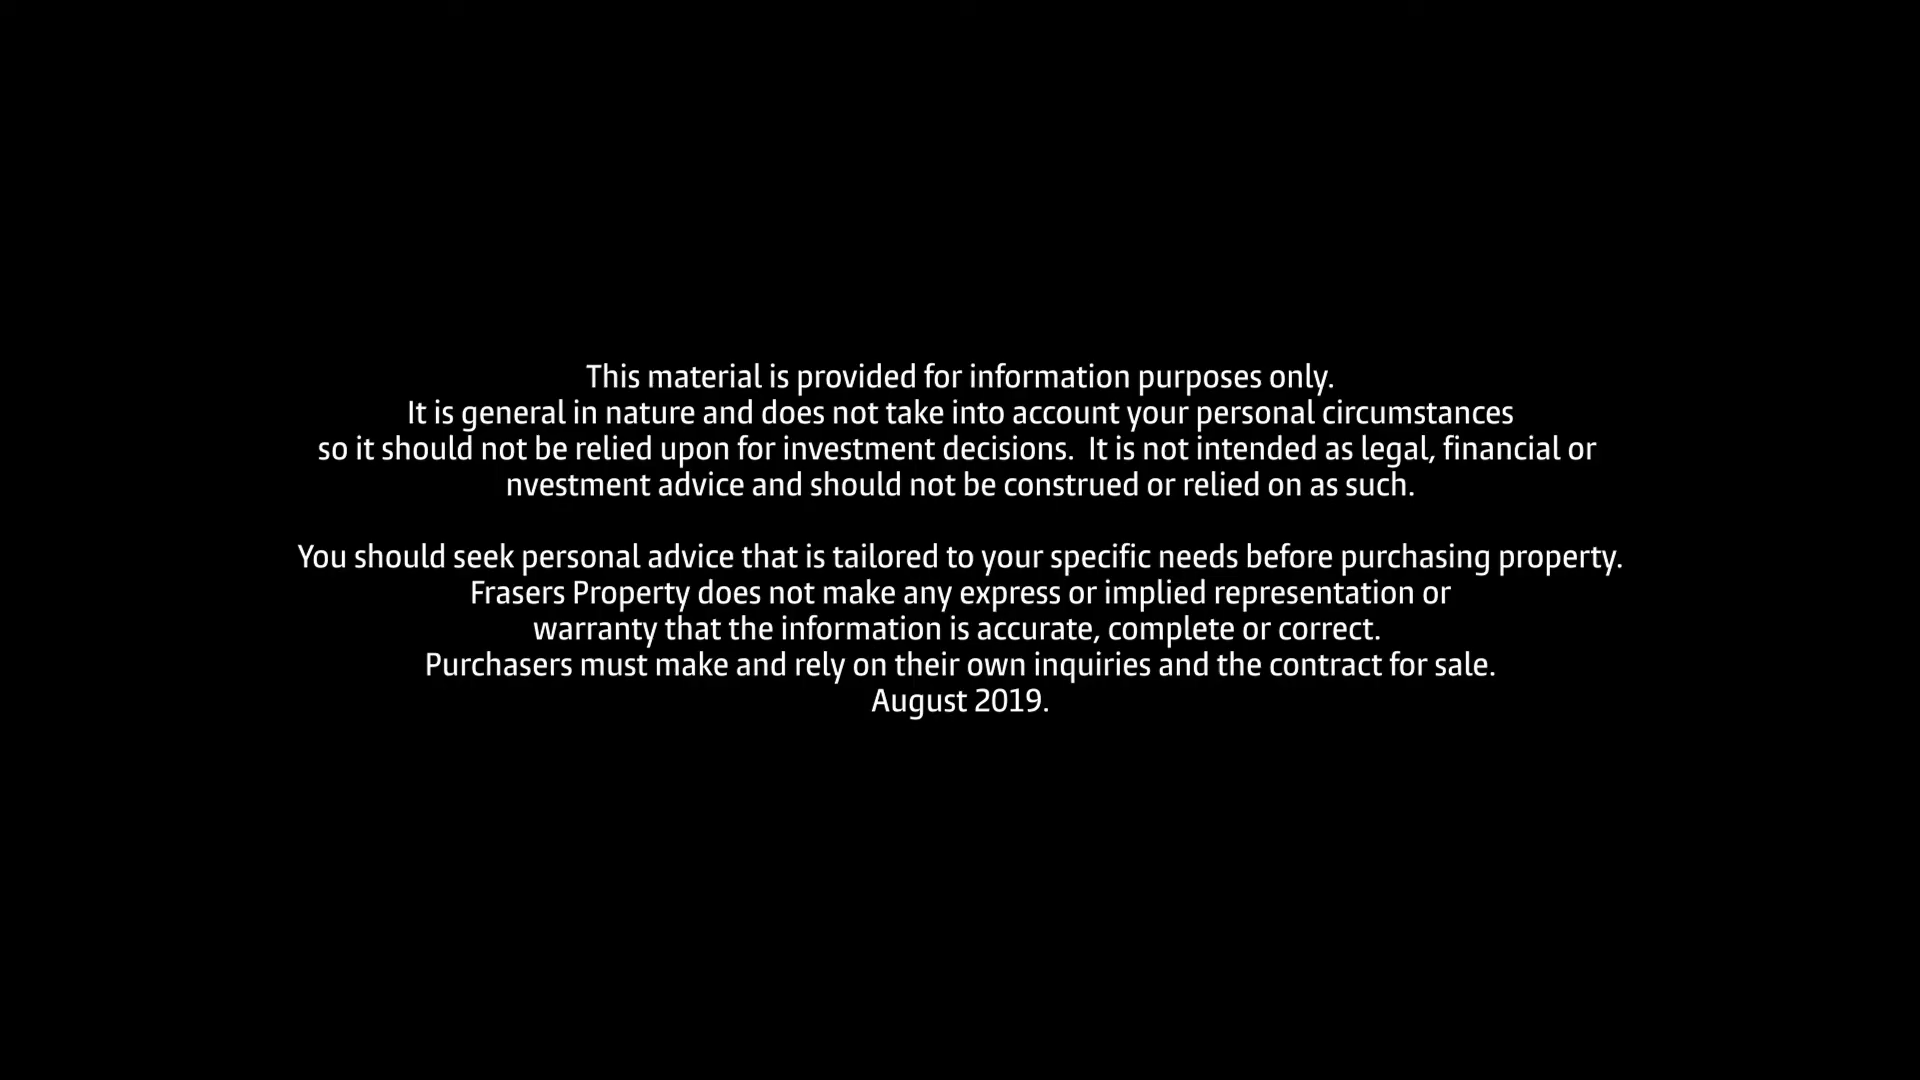 This material is provided for information purposes only.
It is general in nature and does not take into account your personal circumstances
so it should not be relied upon for investment decisions.  It is not intended as legal, financial or
nvestment advice and should not be construed or relied on as such.
You should seek personal advice that is tailored to your specific needs before purchasing property.
Frasers Property does not make any express or implied representation or
warranty that the information is accurate, complete or correct.
Purchasers must make and rely on their own inquiries and the contract for sale.
August 2019.